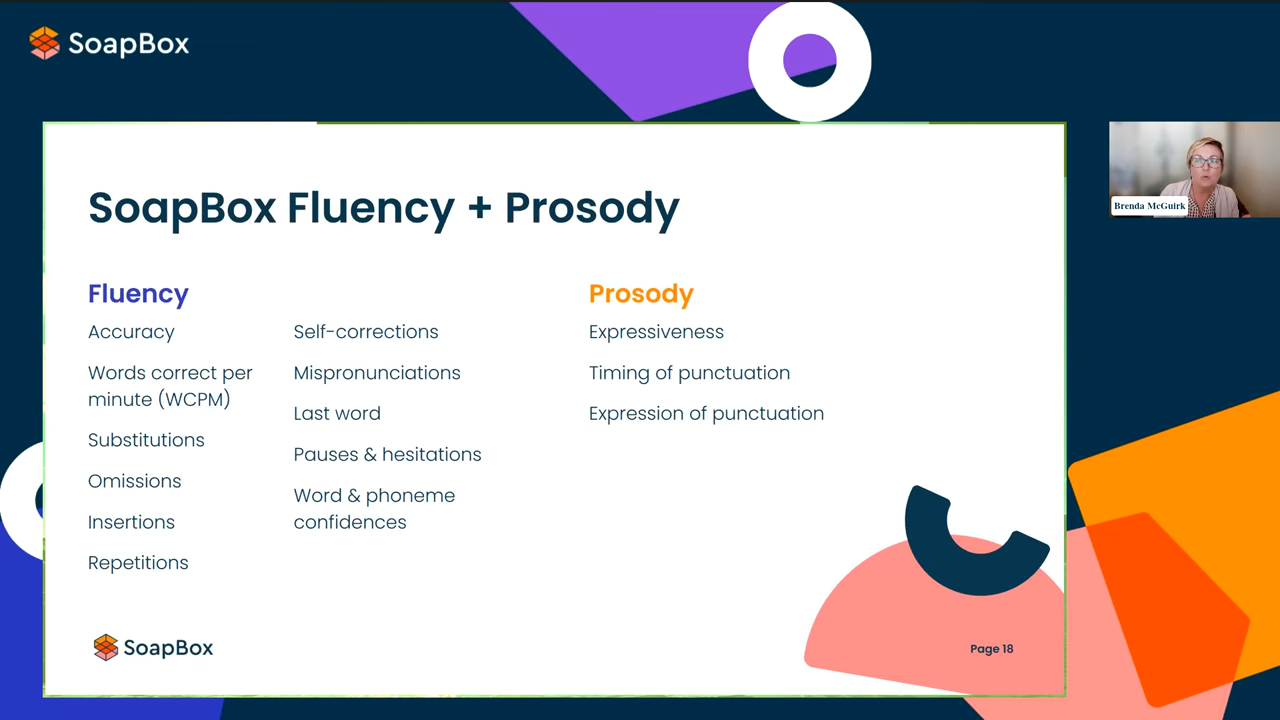 SoapBox
SoapBox Fluency + Prosody
Fluency
Accuracy
Words correct per
minute (WCPM)
Substitutions
Omissions
Insertions
Repetitions
Self-corrections
Mispronunciations
Last word
Pauses & hesitations
Word & phoneme
confidences
Prosody
Expressiveness
Timing of punctuation
Expression of punctuation
SoapBox
Page 18
Brenda McGuirk